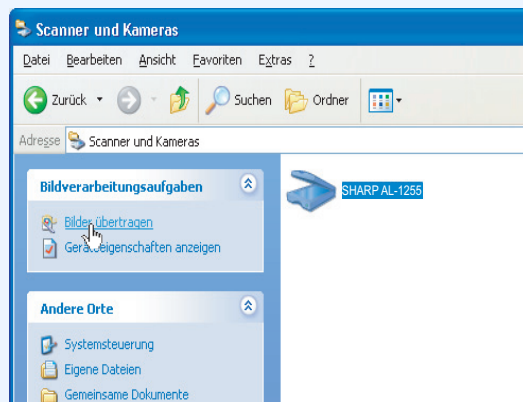 Scanner und Kameras
Datei Bearbeiten Ansicht Favoriten Extras ?
Zurück Suchen Ordner
Adresse Scanner und Kameras
Bildverarbeitungsaufgaben
SHARP AL-1255
Bilder übertragen
Geräteeigenschaften anzeigen
Andere Orte
Systemsteuerung
Eigene Dateien
Gemeinsame Dokumente